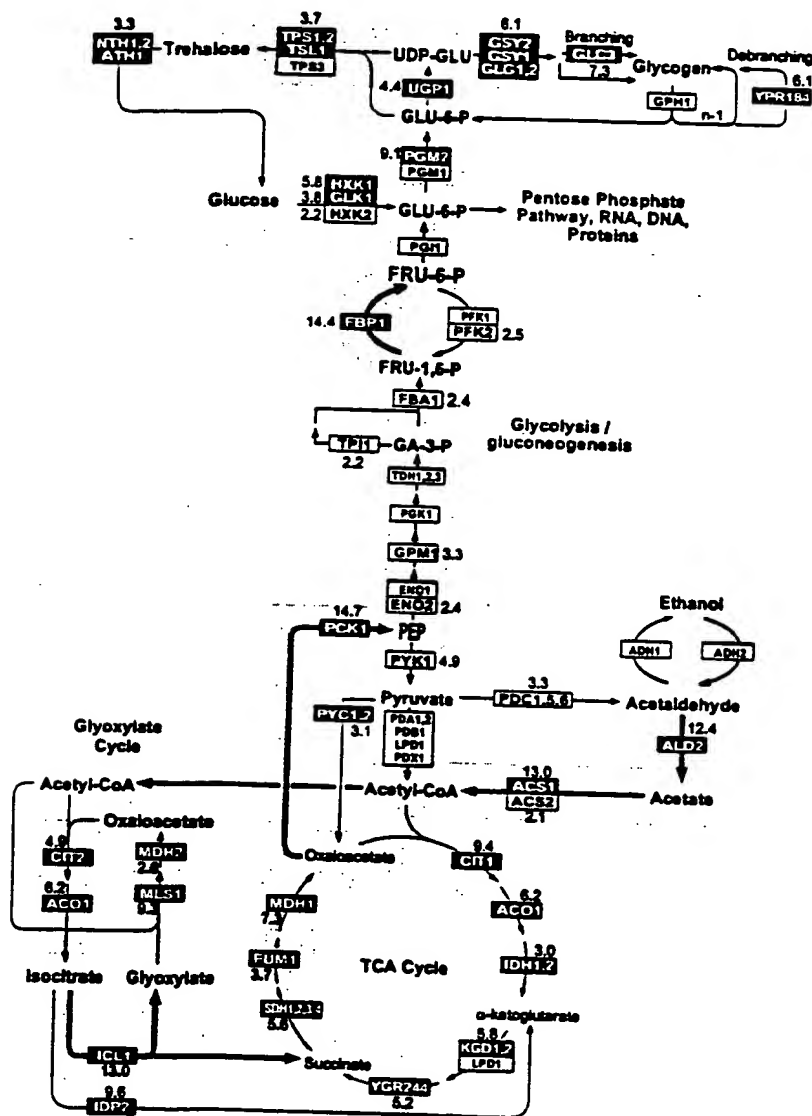 3.3
NTH1,2
ATH1
Trehalose
3.7
TPS1,2
TSL1
TPS3
UDP-GLU
6.1
GSY2
GSY1
GLG1,2
Branching
GLC3
7.3
Glycogen
Debranching
6.1
YPR184
GPH1
n-1
4.4
UGP1
GLU-6-P
9.1
PGM2
PGM1
Glucose
5.8
HXK1
3.8
GLK1
2.2
HXK2
GLU-6-P
Pentose Phosphate
Pathway, RNA, DNA,
Proteins
PGI1
FRU-6-P
14.4
FBP1
PFK1
PFK2
2.5
FRU-1,6-P
FBA1
2.4
Glycolysis /
gluconeogenesis
TPI1
2.2
GA-3-P
TDH1,2,3
PGK1
GPM1
3.3
ENO1
ENO2
2.4
14.7
PCK1
PEP
PYK1
4.9
Ethanol
ADH1
ADH2
Pyruvate
3.3
PDC1,5,6
Acetaldehyde
PYC1,2
3.1
PDA1,2
PDB1
LPD1
PDX1
12.4
ALD2
Glyoxylate
Cycle
Acetyl-CoA
Acetyl-CoA
13.0
ACS1
ACS2
2.1
Acetate
Oxaloacetate
4.9
CIT2
MDH2
6.2
ACO1
MLS1
Oxaloacetate
9.4
CIT1
MDH1
6.2
ACO1
FUM1
3.7
TCA Cycle
3.0
IDH1,2
Isocitrate
Glyoxylate
SDH1,2,3,4
5.8
α-ketoglutarate
5.8
KGD1,2
LPD1
ICL1
13.0
Succinate
YGR244
5.2
9.6
IDP2